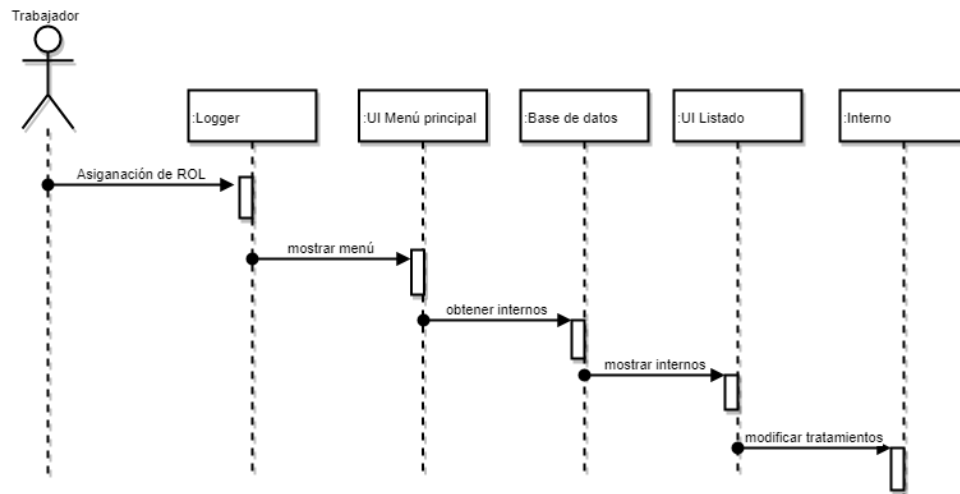 Trabajador
:Logger
:UI Menú principal
:Base de datos
:UI Listado
:Interno
Asiganación de ROL
mostrar menú
obtener internos
mostrar internos
modificar tratamientos